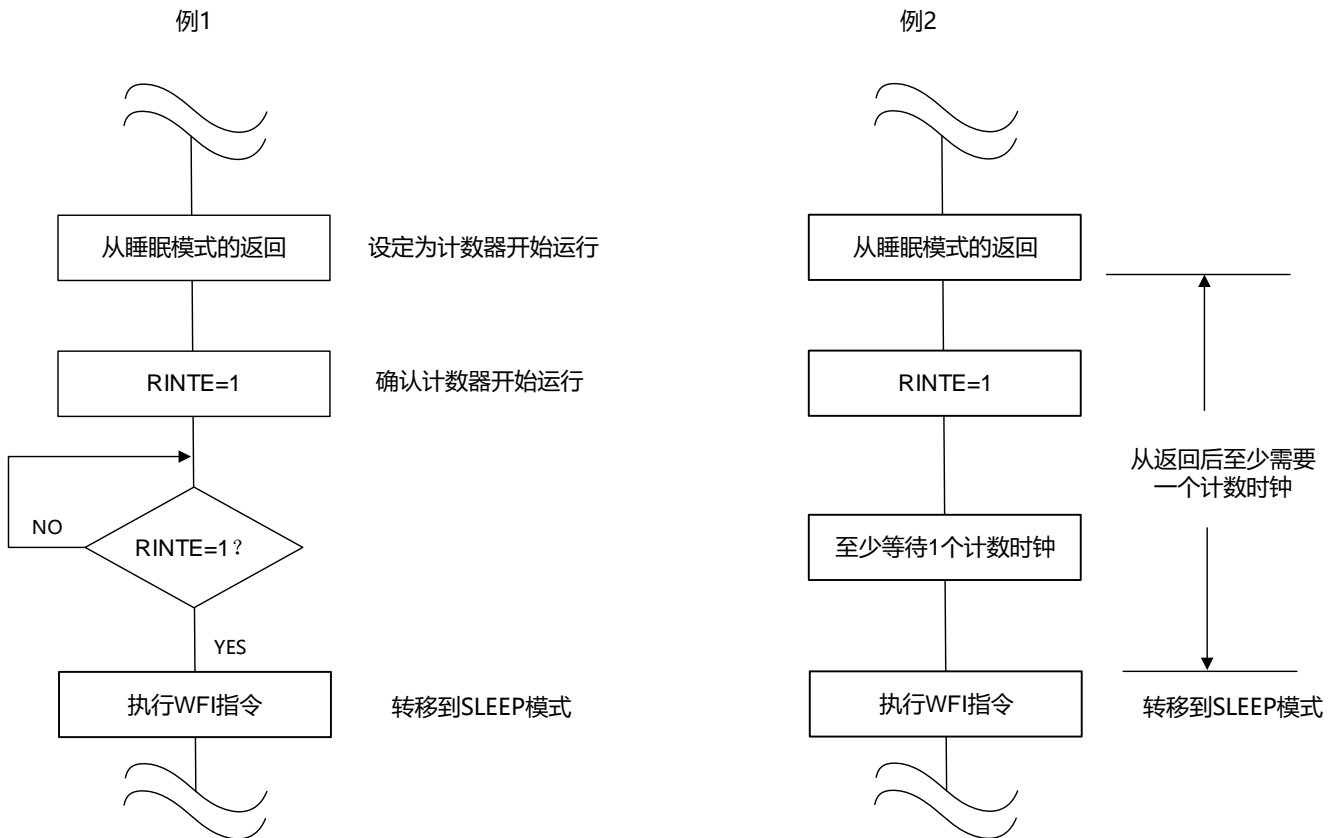 例1
从睡眠模式的返回
设定为计数器开始运行
RINTE=1
确认计数器开始运行
NO
RINTE=1？
YES
执行WFI指令
转移到SLEEP模式
例2
从睡眠模式的返回
RINTE=1
从返回后至少需要
一个计数时钟
至少等待1个计数时钟
执行WFI指令
转移到SLEEP模式